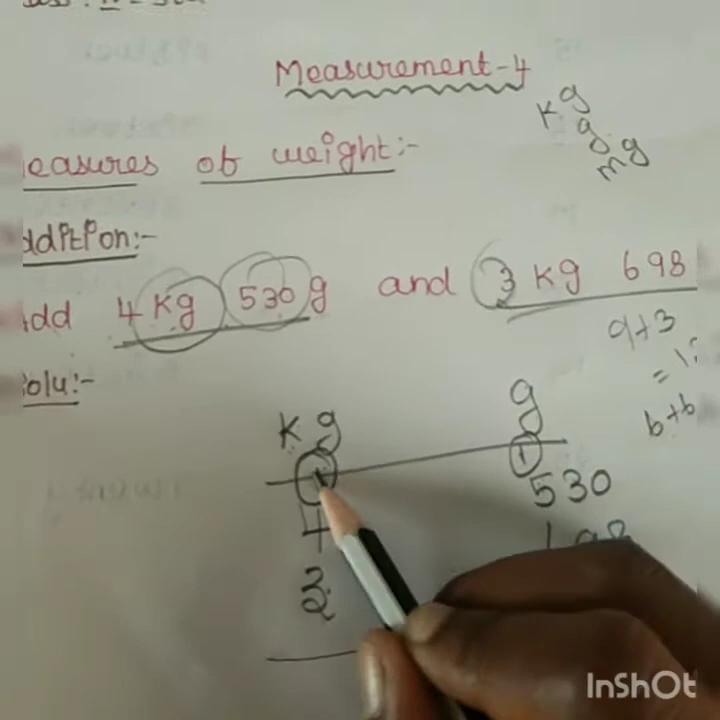 Measurement-4
kg
g
mg
easures of weight:-
ddition:-
dd 4 kg 530 g and 3 kg 698
9+3
olu:-
kg g
6+6
1 1
530
4
698
3
InShOt